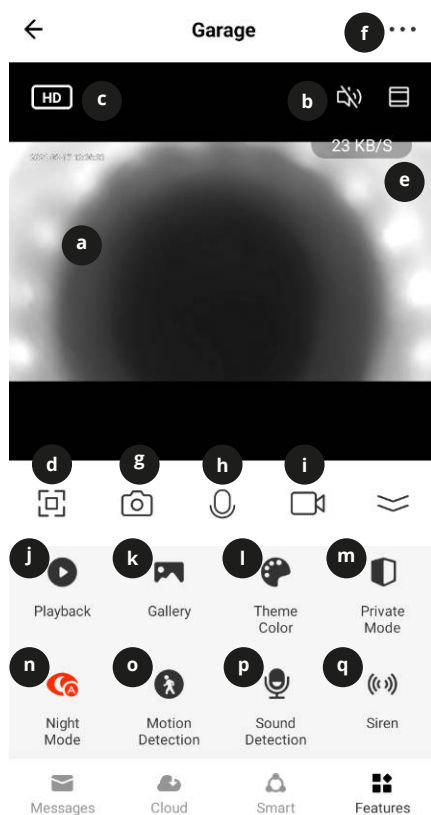 Garage
f
HD
c
b
23 KB/S
e
a
d
g
h
i
j
k
l
m
Playback
Gallery
Theme
Color
Private
Mode
n
o
p
q
Night
Mode
Motion
Detection
Sound
Detection
Siren
Messages
Cloud
Smart
Features